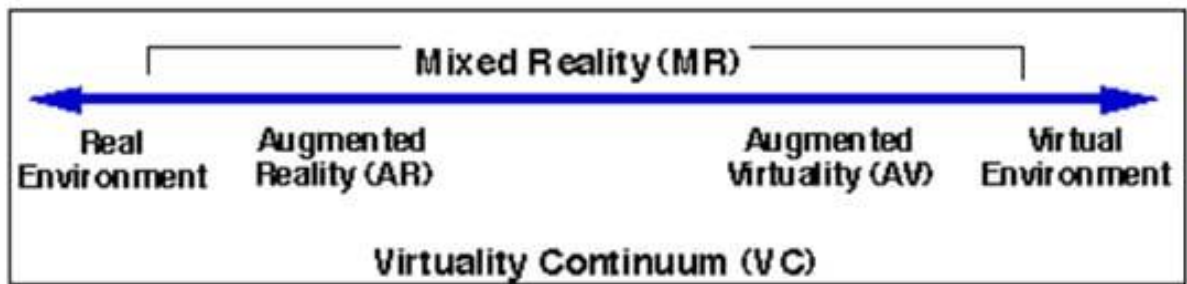 Mixed Reality (MR)
Real Environment
Augmented Reality (AR)
Augmented Virtuality (AV)
Virtual Environment
Virtuality Continuum (VC)